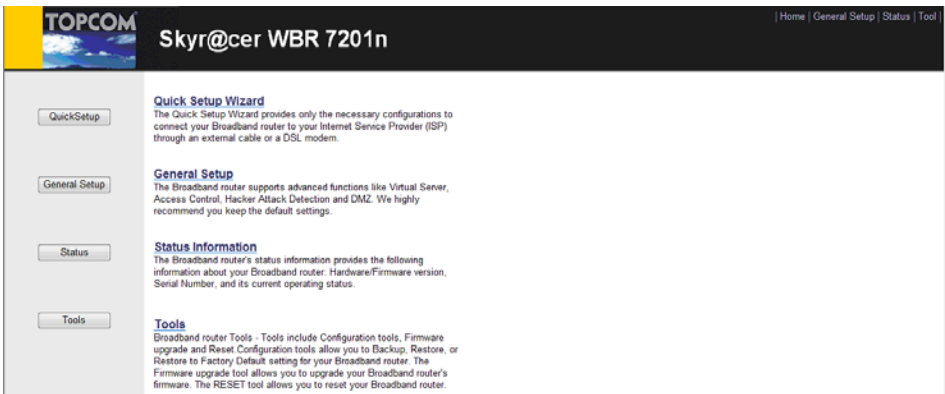 TOPCOM
Skyr@cer WBR 7201n
| Home | General Setup | Status | Tool |
QuickSetup
Quick Setup Wizard
The Quick Setup Wizard provides only the necessary configurations to
connect your Broadband router to your Internet Service Provider (ISP)
through an external cable or a DSL modem.
General Setup
General Setup
The Broadband router supports advanced functions like Virtual Server,
Access Control, Hacker Attack Detection and DMZ. We highly
recommend you keep the default settings.
Status
Status Information
The Broadband router's status information provides the following
information about your Broadband router: Hardware/Firmware version,
Serial Number, and its current operating status.
Tools
Tools
Broadband router Tools - Tools include Configuration tools, Firmware
upgrade and Reset.Configuration tools allow you to Backup, Restore, or
Restore to Factory Default setting for your Broadband router. The
Firmware upgrade tool allows you to upgrade your Broadband router's
firmware. The RESET tool allows you to reset your Broadband router.